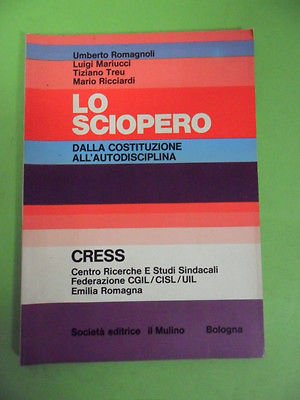 Umberto Romagnoli
Luigi Mariucci
Tiziano Treu
Mario Ricciardi
LO
SCIOPERO
DALLA COSTITUZIONE
ALL'AUTODISCIPLINA
CRESS
Centro Ricerche E Studi Sindacali
Federazione CGIL/CISL/UIL
Emilia Romagna
Società editrice il Mulino Bologna